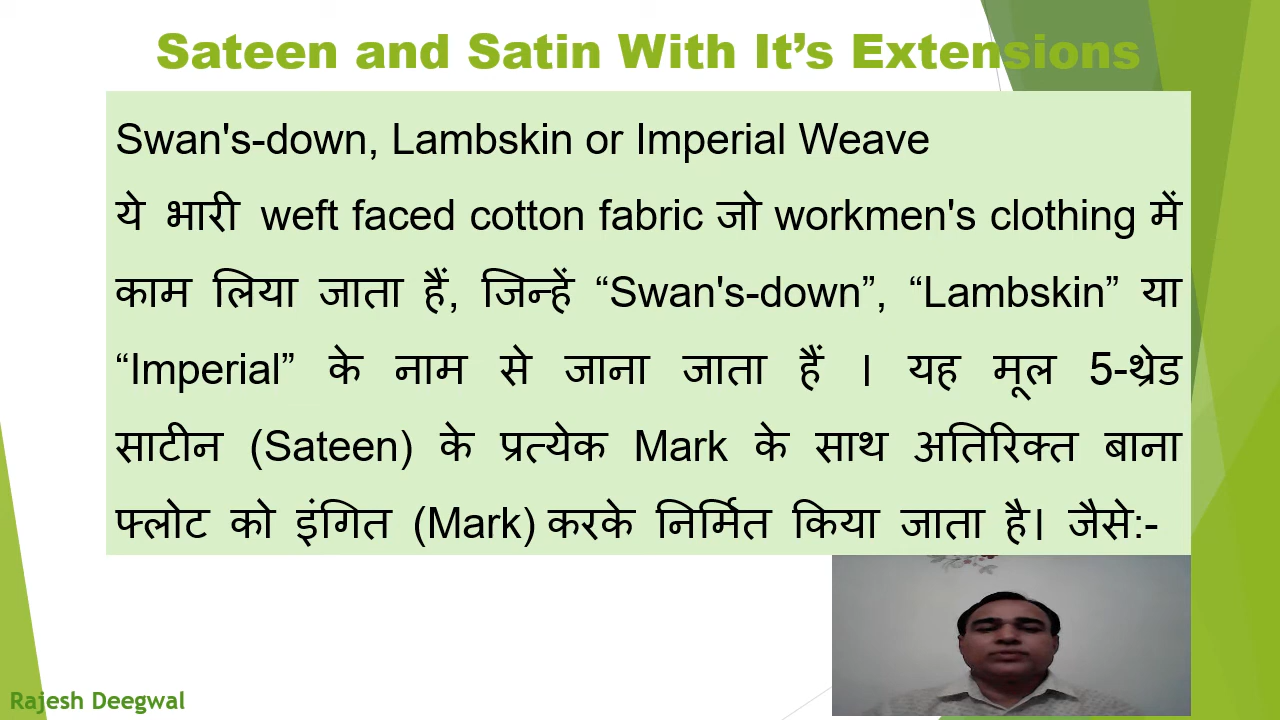 Sateen and Satin With It’s Extensions
Swan's-down, Lambskin or Imperial Weave
ये भारी weft faced cotton fabric जो workmen's clothing में
काम लिया जाता हैं, जिन्हें “Swan's-down”, “Lambskin” या
“Imperial” के नाम से जाना जाता हैं । यह मूल 5-थ्रेड
साटीन (Sateen) के प्रत्येक Mark के साथ अतिरिक्त बाना
फ्लोट को इंगित (Mark) करके निर्मित किया जाता है। जैसे:-
Rajesh Deegwal